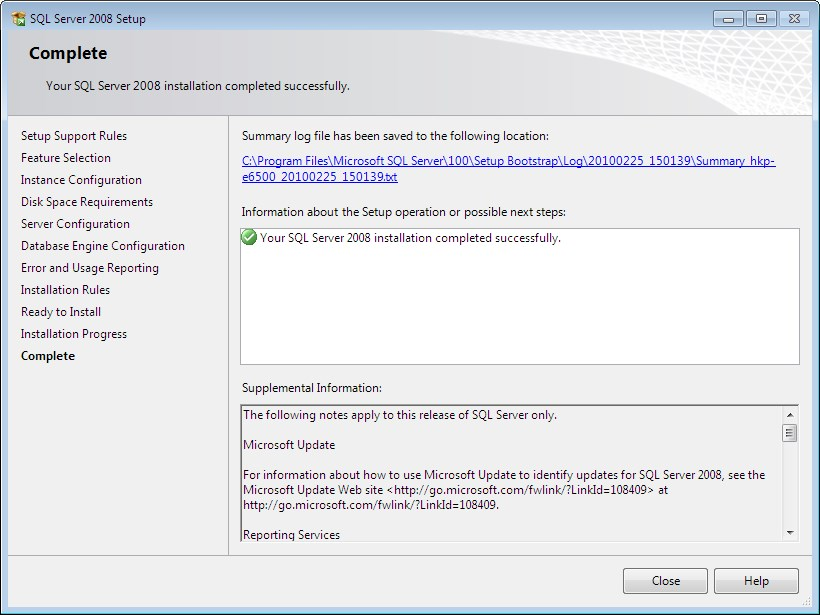 SQL Server 2008 Setup
Complete
Your SQL Server 2008 installation completed successfully.
Setup Support Rules
Feature Selection
Instance Configuration
Disk Space Requirements
Server Configuration
Database Engine Configuration
Error and Usage Reporting
Installation Rules
Ready to Install
Installation Progress
Complete
Summary log file has been saved to the following location:
C:\Program Files\Microsoft SQL Server\100\Setup Bootstrap\Log\20100225_150139\Summary_hkp-
e6500_20100225_150139.txt
Information about the Setup operation or possible next steps:
Your SQL Server 2008 installation completed successfully.
Supplemental Information:
The following notes apply to this release of SQL Server only.
Microsoft Update
For information about how to use Microsoft Update to identify updates for SQL Server 2008, see the
Microsoft Update Web site <http://go.microsoft.com/fwlink/?LinkId=108409> at
http://go.microsoft.com/fwlink/?LinkId=108409.
Reporting Services
Close
Help